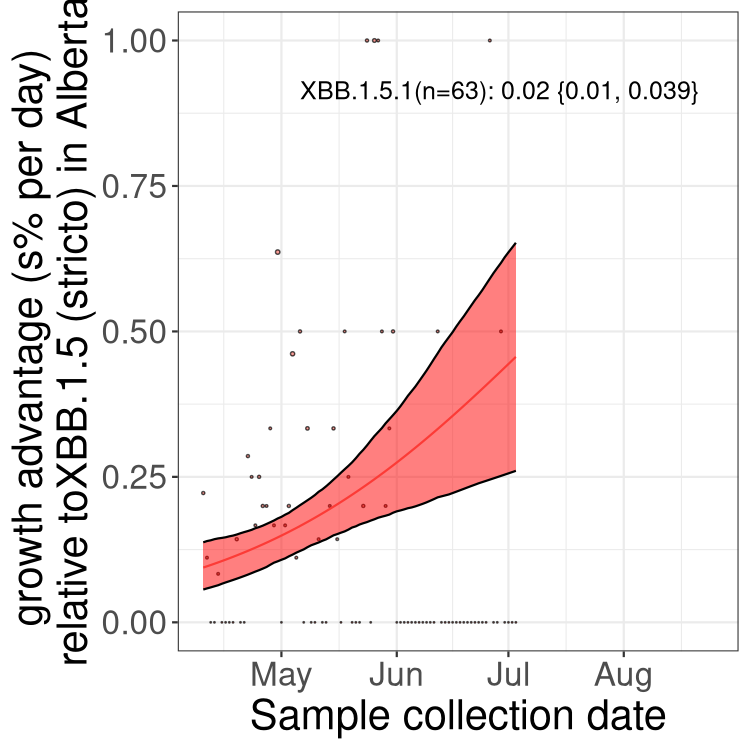 growth advantage (s% per day)
relative toXBB.1.5 (stricto) in Alberta
1.00
0.75
0.50
0.25
0.00
XBB.1.5.1(n=63): 0.02 {0.01, 0.039}
May Jun Jul Aug
Sample collection date